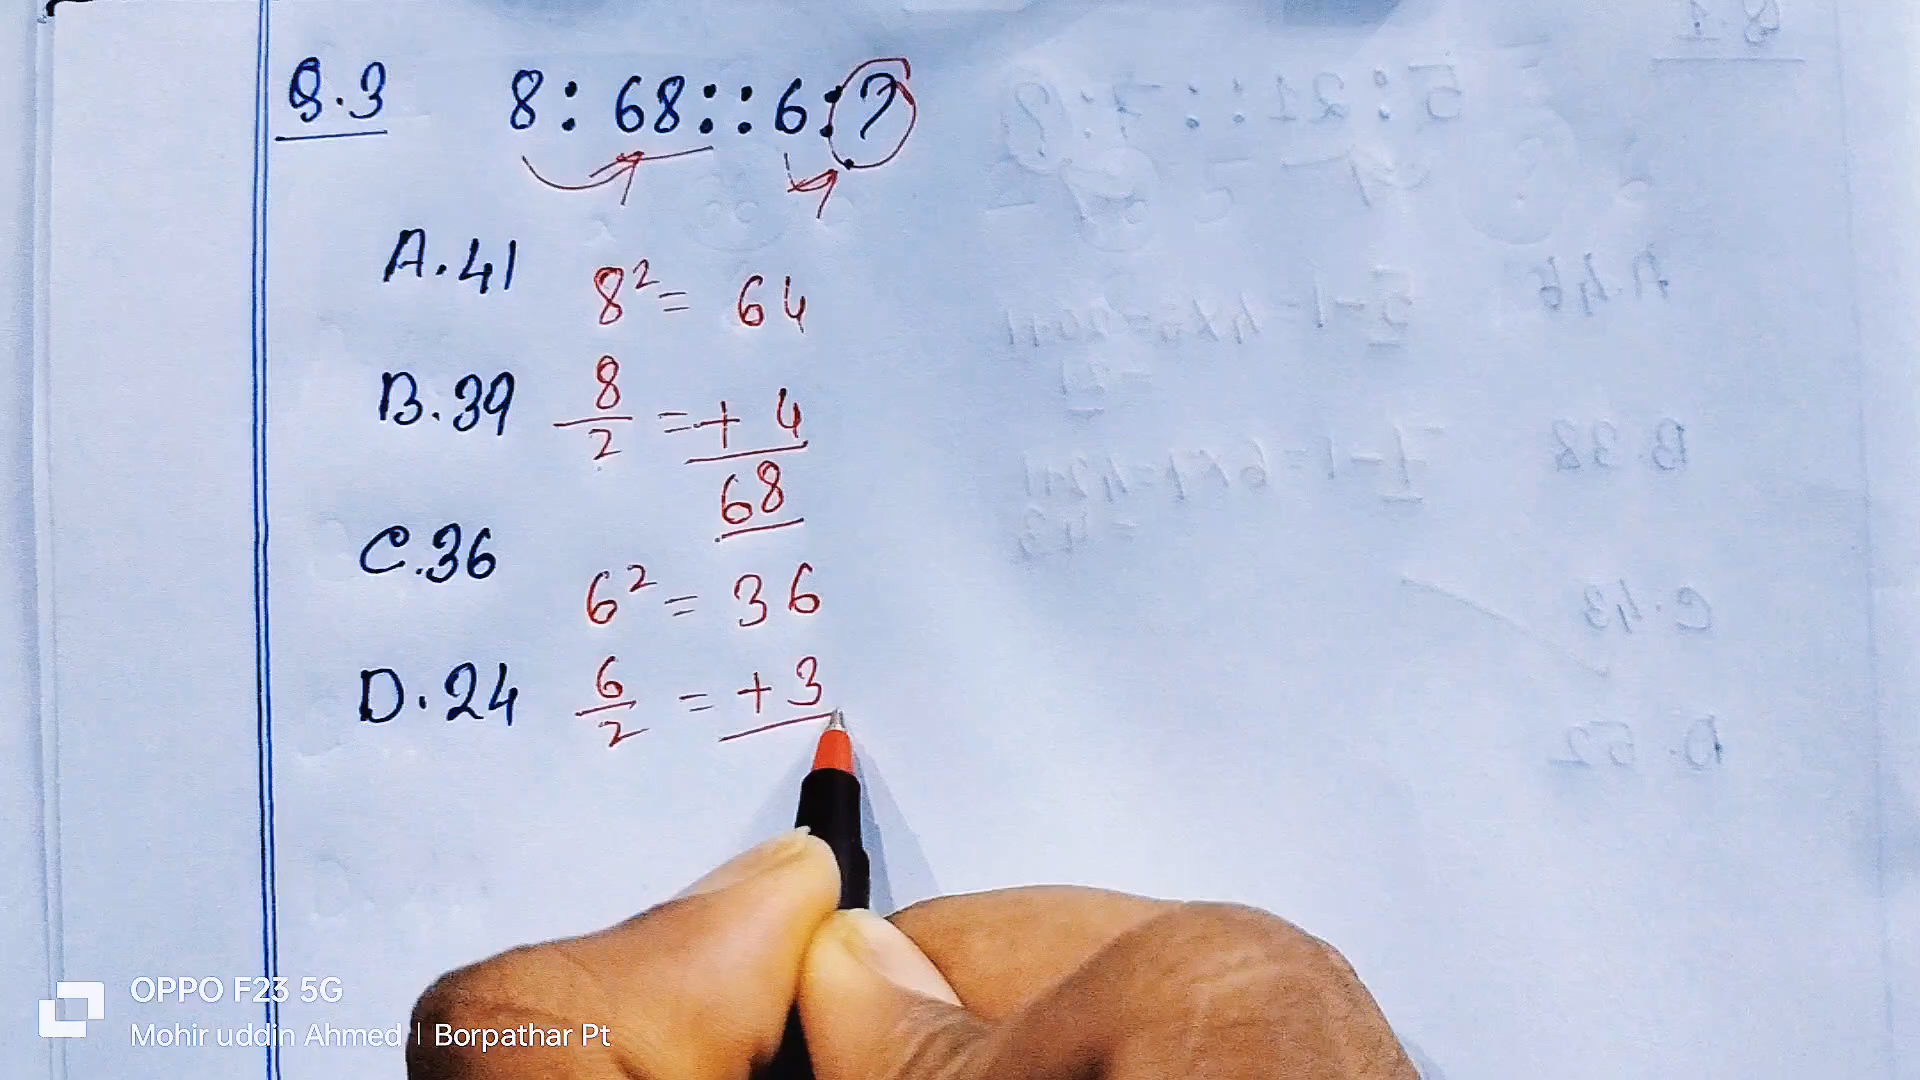 Q.3 8 : 68 :: 6 : ?
A. 41
8² = 64
B. 39
8/2 = + 4
68
C. 36
6² = 36
D. 24
6/2 = + 3
OPPO F23 5G
Mohir uddin Ahmed | Borpathar Pt